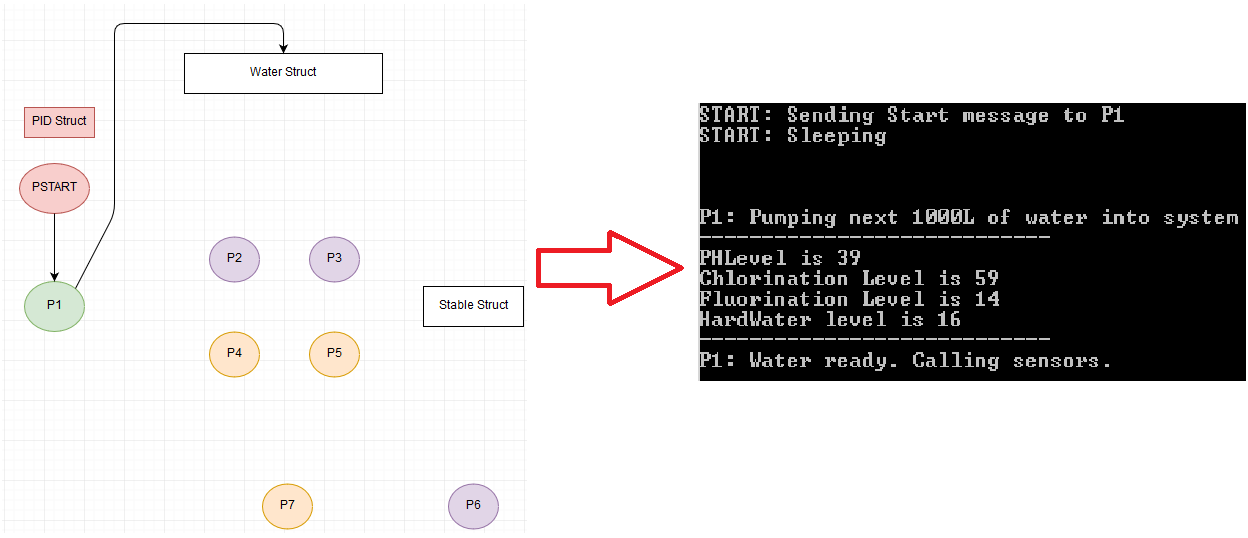 Water Struct
PID Struct
PSTART
P1
P2
P3
Stable Struct
P4
P5
P7
P6
START: Sending Start message to P1
START: Sleeping
P1: Pumping next 1000L of water into system
---------------------------
PHLevel is 39
Chlorination Level is 59
Fluorination Level is 14
HardWater level is 16
---------------------------
P1: Water ready. Calling sensors.